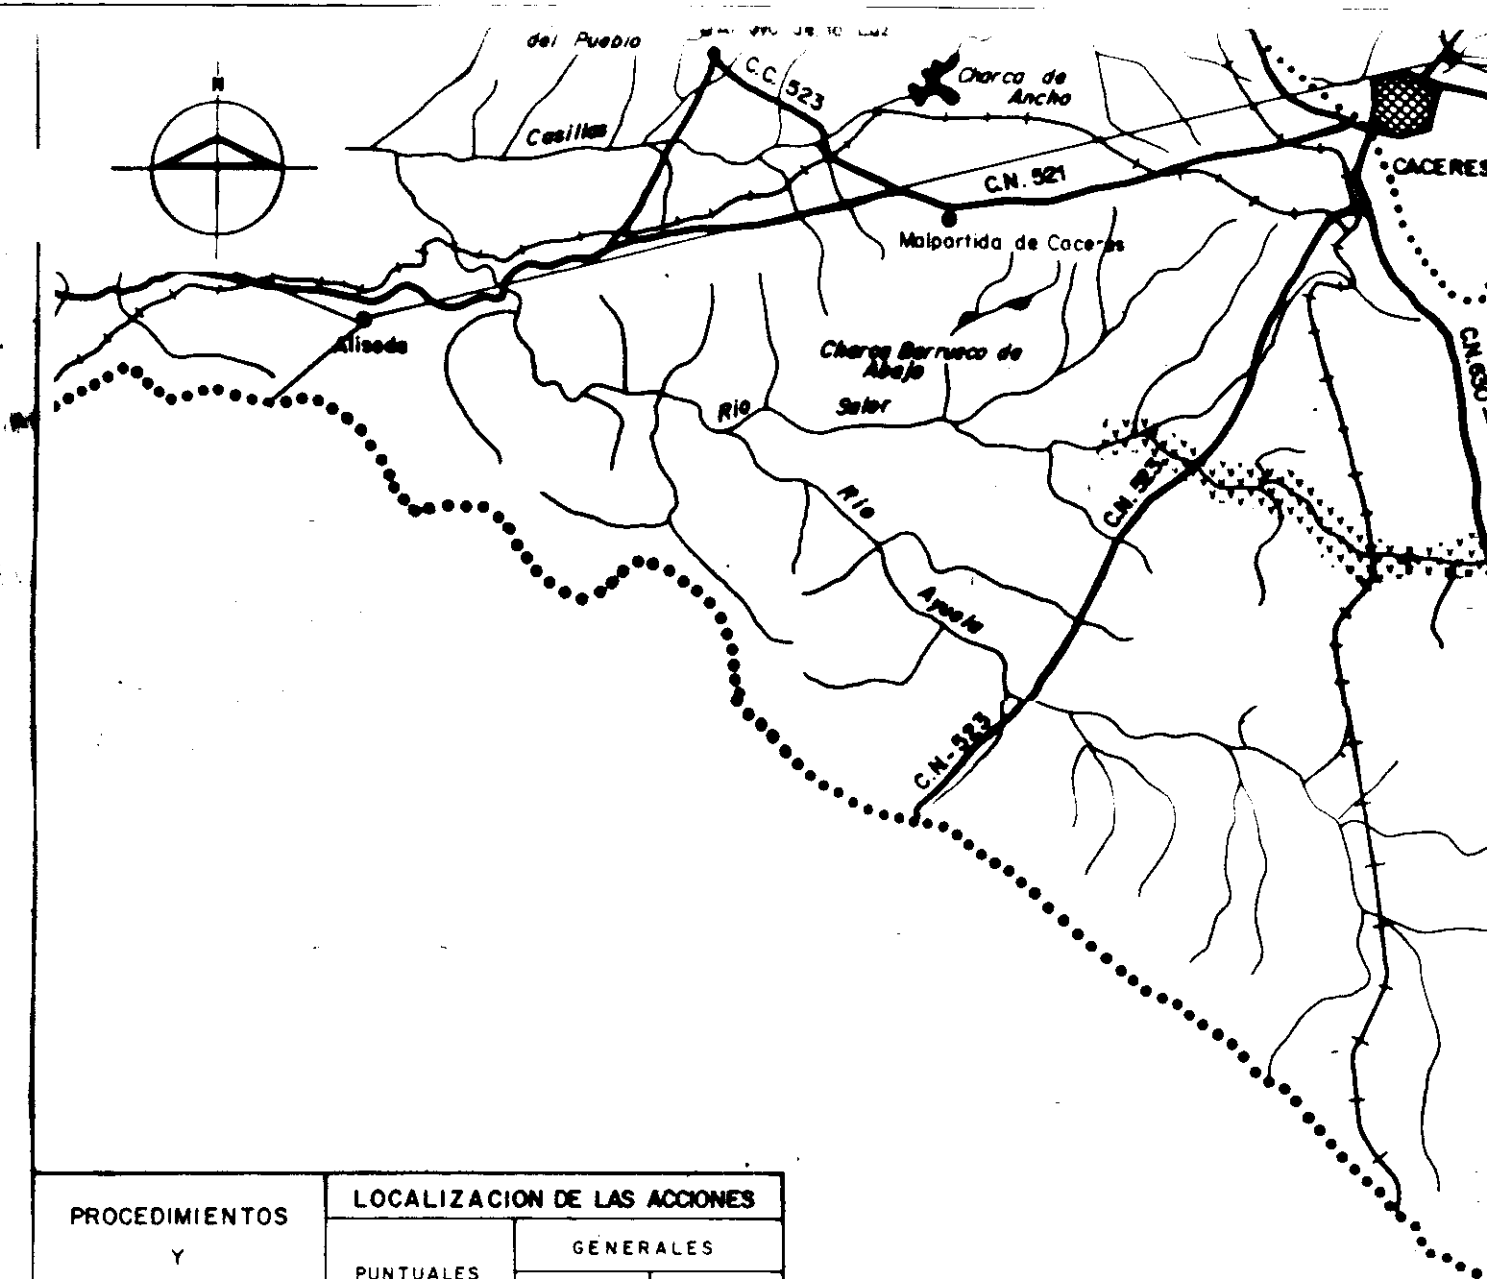 del Pueblo
N
C.C. 523
Charca de
Ancho
Casillas
C.N. 521
CACERES
Malpartida de Caceres
Aliseda
Charca Barrueco de
Abajo
Rio
Salor
C.N. 630
C.N. 523
Rio
Ayuela
C.N.- 523
PROCEDIMIENTOS
Y
LOCALIZACION DE LAS ACCIONES
PUNTUALES
GENERALES